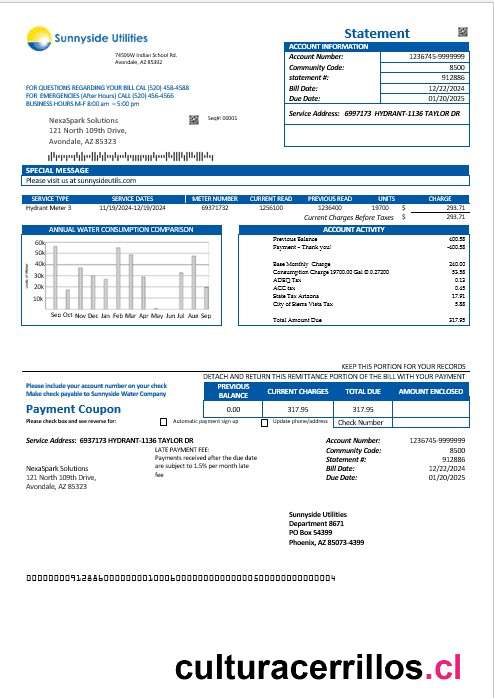 Sunnyside Utilities
74599W Indian School Rd.
Avondale, AZ 85392
Statement
ACCOUNT INFORMATION
Account Number: 1236745-9999999
Community Code: 8500
statement #: 912886
Bill Date: 12/22/2024
Due Date: 01/20/2025
Service Address: 6997173 HYDRANT-1136 TAYLOR DR
FOR QUESTIONS REGARDING YOUR BILL CAL (520) 458-4588
FOR EMERGENCIES (After Hours) CALL (520) 456-4566
BUSINESS HOURS M-F 8:00 am – 5:00 pm
NexaSpark Solutions
Seq#: 00001
121 North 109th Drive,
Avondale, AZ 85323
SPECIAL MESSAGE
Please visit us at sunnysideutils.com
SERVICE TYPE SERVICE DATES METER NUMBER CURRENT READ PREVIOUS READ UNITS CHARGE
Hydrant Meter 3 11/19/2024-12/19/2024 69371732 1256100 1236400 19700 $ 293.71
Current Charges Before Taxes $ 293.71
ANNUAL WATER CONSUMPTION COMPARISON
60k
50k
40k
30k
20k
10k
Sep Oct Nov Dec Jan Feb Mar Apr May Jun Jul Aug Sep
ACCOUNT ACTIVITY
Previous Balance 400.58
Payment - Thank you! -400.58
Base Monthly Charge 240.00
Consumption Charge 19700.00 Gal @ 0.27200 53.58
ADEQ Tax 0.13
ACC tax 0.45
State Tax Arizona 17.91
City of Sierra Vista Tax 5.88
Total Amount Due 317.95
KEEP THIS PORTION FOR YOUR RECORDS
DETACH AND RETURN THIS REMITTANCE PORTION OF THE BILL WITH YOUR PAYMENT
Please include your account number on your check
Make check payable to Sunnyside Water Company
PREVIOUS BALANCE CURRENT CHARGES TOTAL DUE AMOUNT ENCLOSED
Payment Coupon
0.00 317.95 317.95
Please check box and see reverse for: Automatic payment sign up Update phone/address Check Number
Service Address: 6937173 HYDRANT-1136 TAYLOR DR
LATE PAYMENT FEE:
Payments received after the due date
are subject to 1.5% per month late
fee
NexaSpark Solutions
121 North 109th Drive,
Avondale, AZ 85323
Account Number: 1236745-9999999
Community Code: 8500
Statement #: 912886
Bill Date: 12/22/2024
Due Date: 01/20/2025
Sunnyside Utilities
Department 8671
PO Box 54399
Phoenix, AZ 85073-4399
culturacerrillos.cl